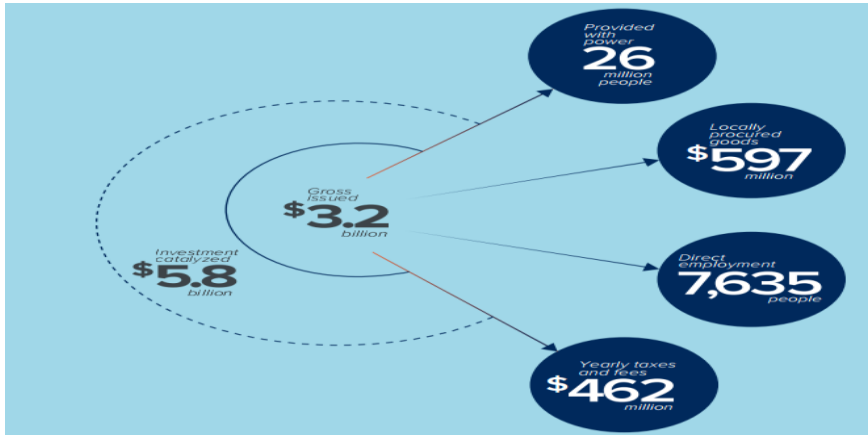 Provided
with
power
26
million
people
Locally
procured
goods
$597
million
Gross
issued
$3.2
billion
Investment
catalyzed
$5.8
billion
Direct
employment
7,635
people
Yearly taxes
and fees
$462
million